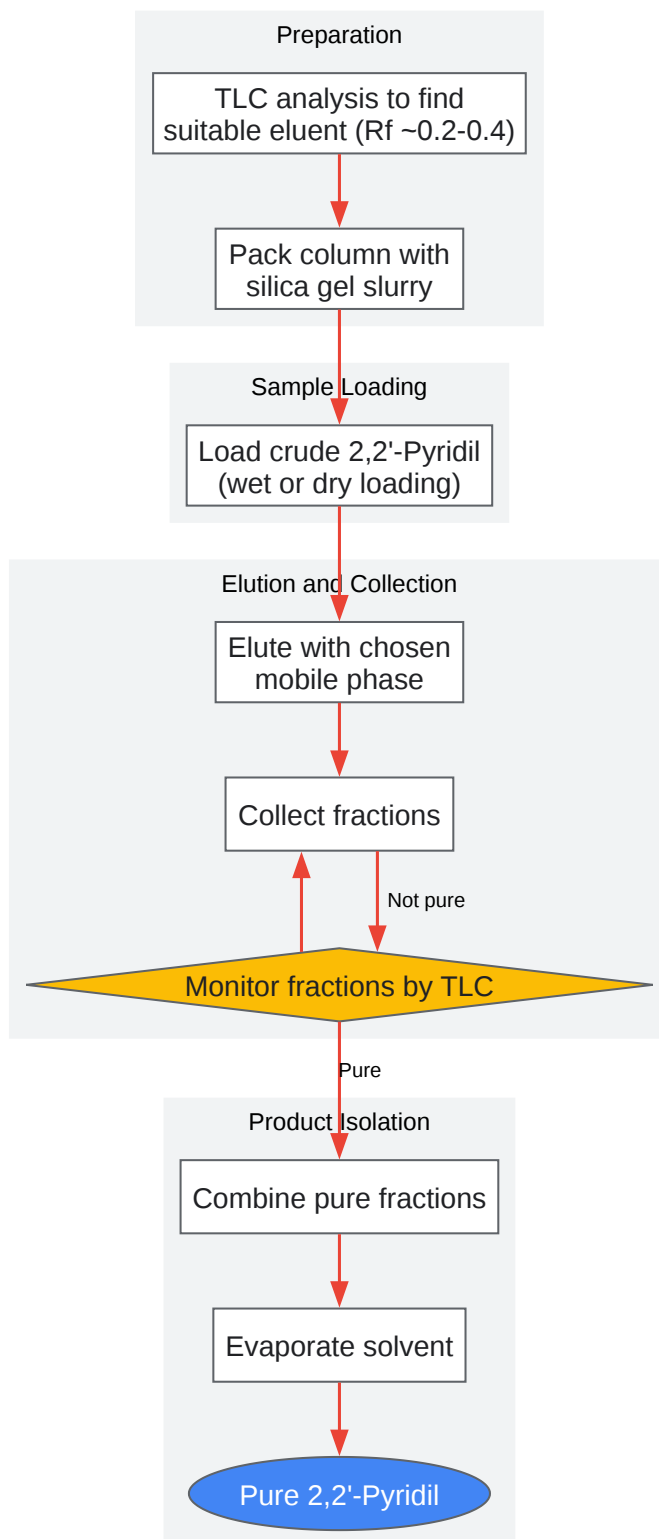 Preparation
TLC analysis to find
suitable eluent (Rf ~0.2-0.4)
Pack column with
silica gel slurry
Sample Loading
Load crude 2,2'-Pyridil
(wet or dry loading)
Elution and Collection
Elute with chosen
mobile phase
Collect fractions
Not pure
Monitor fractions by TLC
Pure
Product Isolation
Combine pure fractions
Evaporate solvent
Pure 2,2'-Pyridil